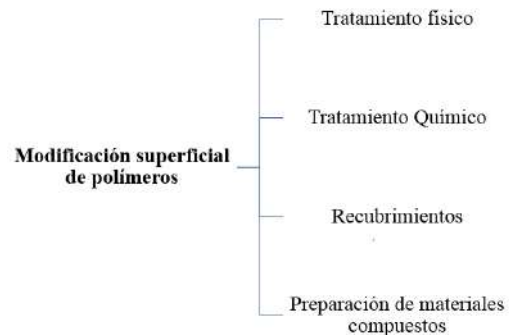 Tratamiento físico
Tratamiento Químico
Modificación superficial
de polímeros
Recubrimientos
Preparación de materiales
compuestos